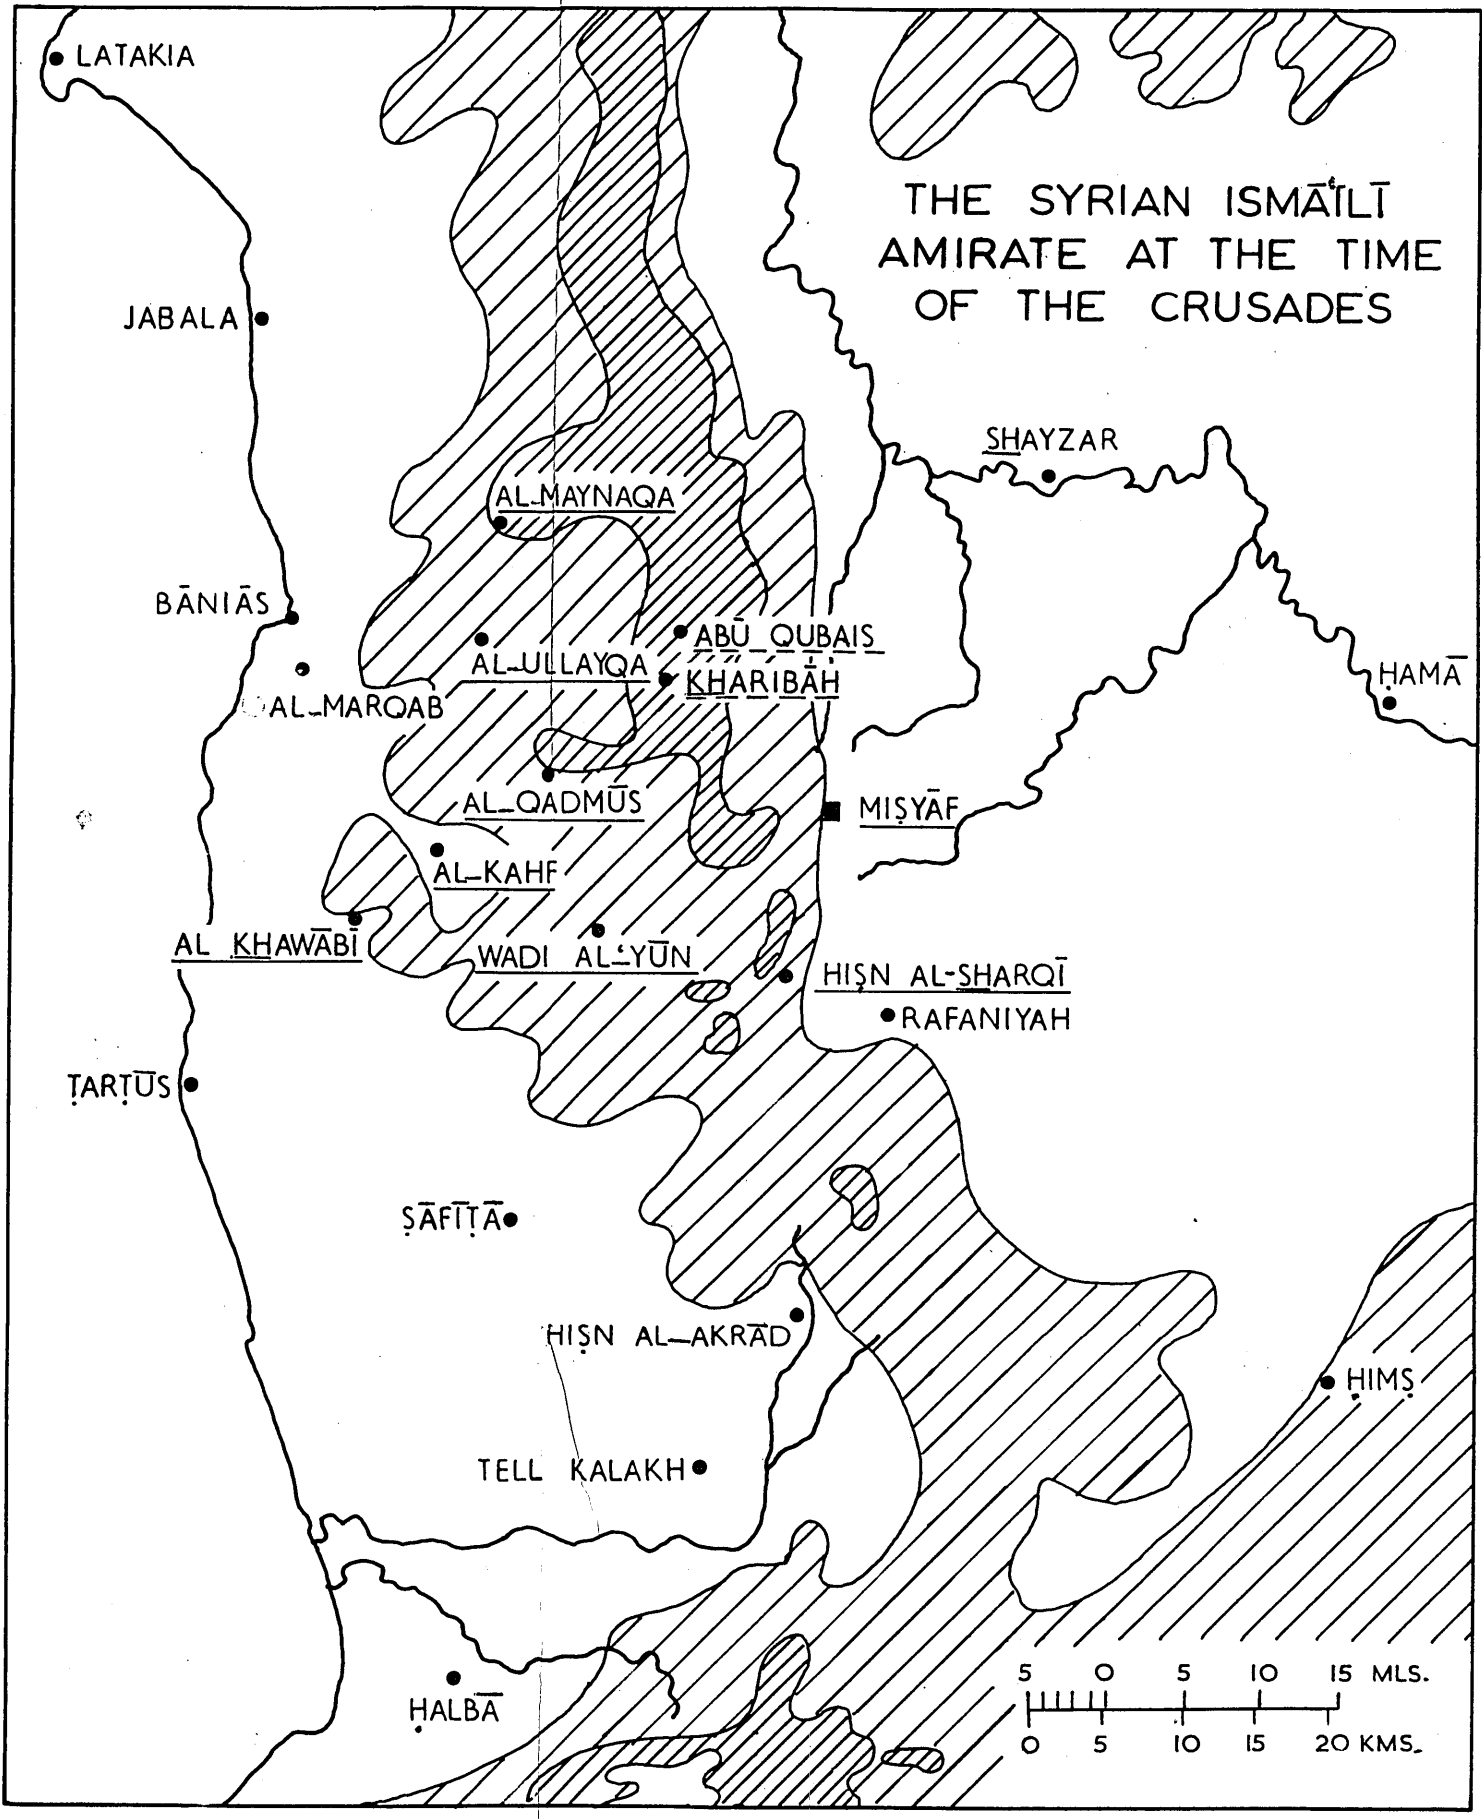 LATAKIA
THE SYRIAN ISMĀʿĪLĪ
AMIRATE AT THE TIME
OF THE CRUSADES
JABALA
SHAYZAR
AL-MAYNAQA
BĀNIĀS
ABŪ QUBAIS
AL-ULLAYQA
KHARIBĀH
ḤAMĀ
AL-MARQAB
AL-QADMŪS
MIṢYĀF
AL-KAHF
AL KHAWĀBĪ
WADI AL-ʿYŪN
ḤIṢN AL-SHARQĪ
RAFANIYAH
ṬARṬŪS
ṢĀFĪṬĀ
HIṢN AL-AKRĀD
ḤIMṢ
TELL KALAKH
ḤALBĀ
5 0 5 10 15 MLS.
0 5 10 15 20 KMS.